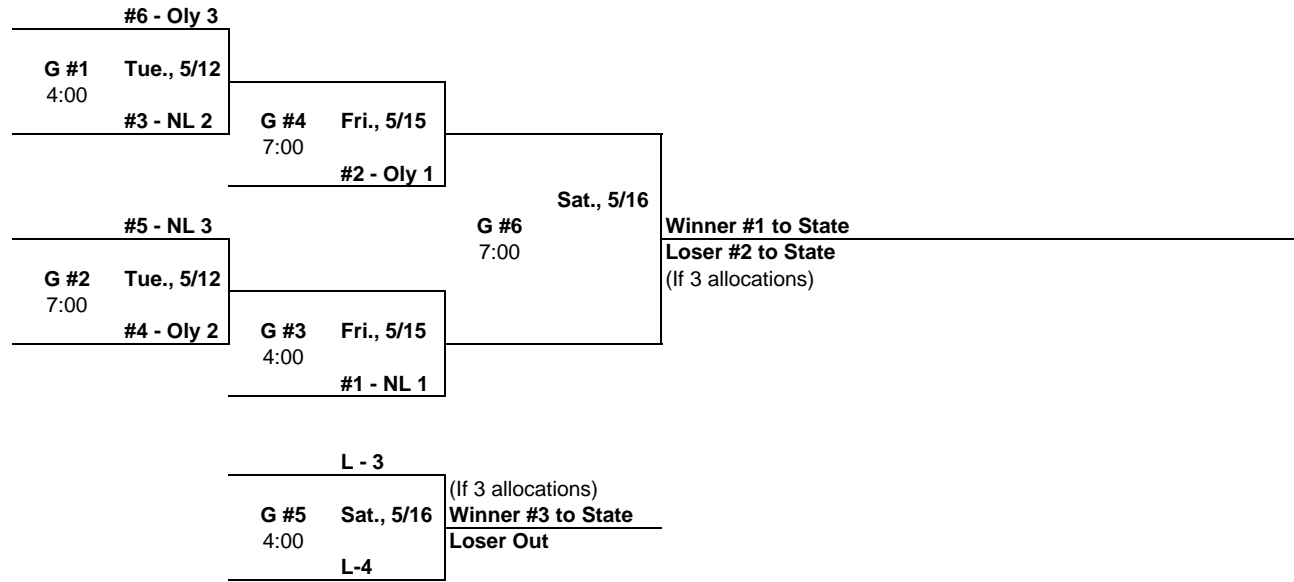 #6 - Oly 3
G #1 Tue., 5/12
4:00
#3 - NL 2 G #4 Fri., 5/15
7:00
#2 - Oly 1
Sat., 5/16
#5 - NL 3 G #6 Winner #1 to State
7:00 Loser #2 to State
G #2 Tue., 5/12 (If 3 allocations)
7:00
#4 - Oly 2 G #3 Fri., 5/15
4:00
#1 - NL 1
L - 3
(If 3 allocations)
G #5 Sat., 5/16 Winner #3 to State
4:00 Loser Out
L-4